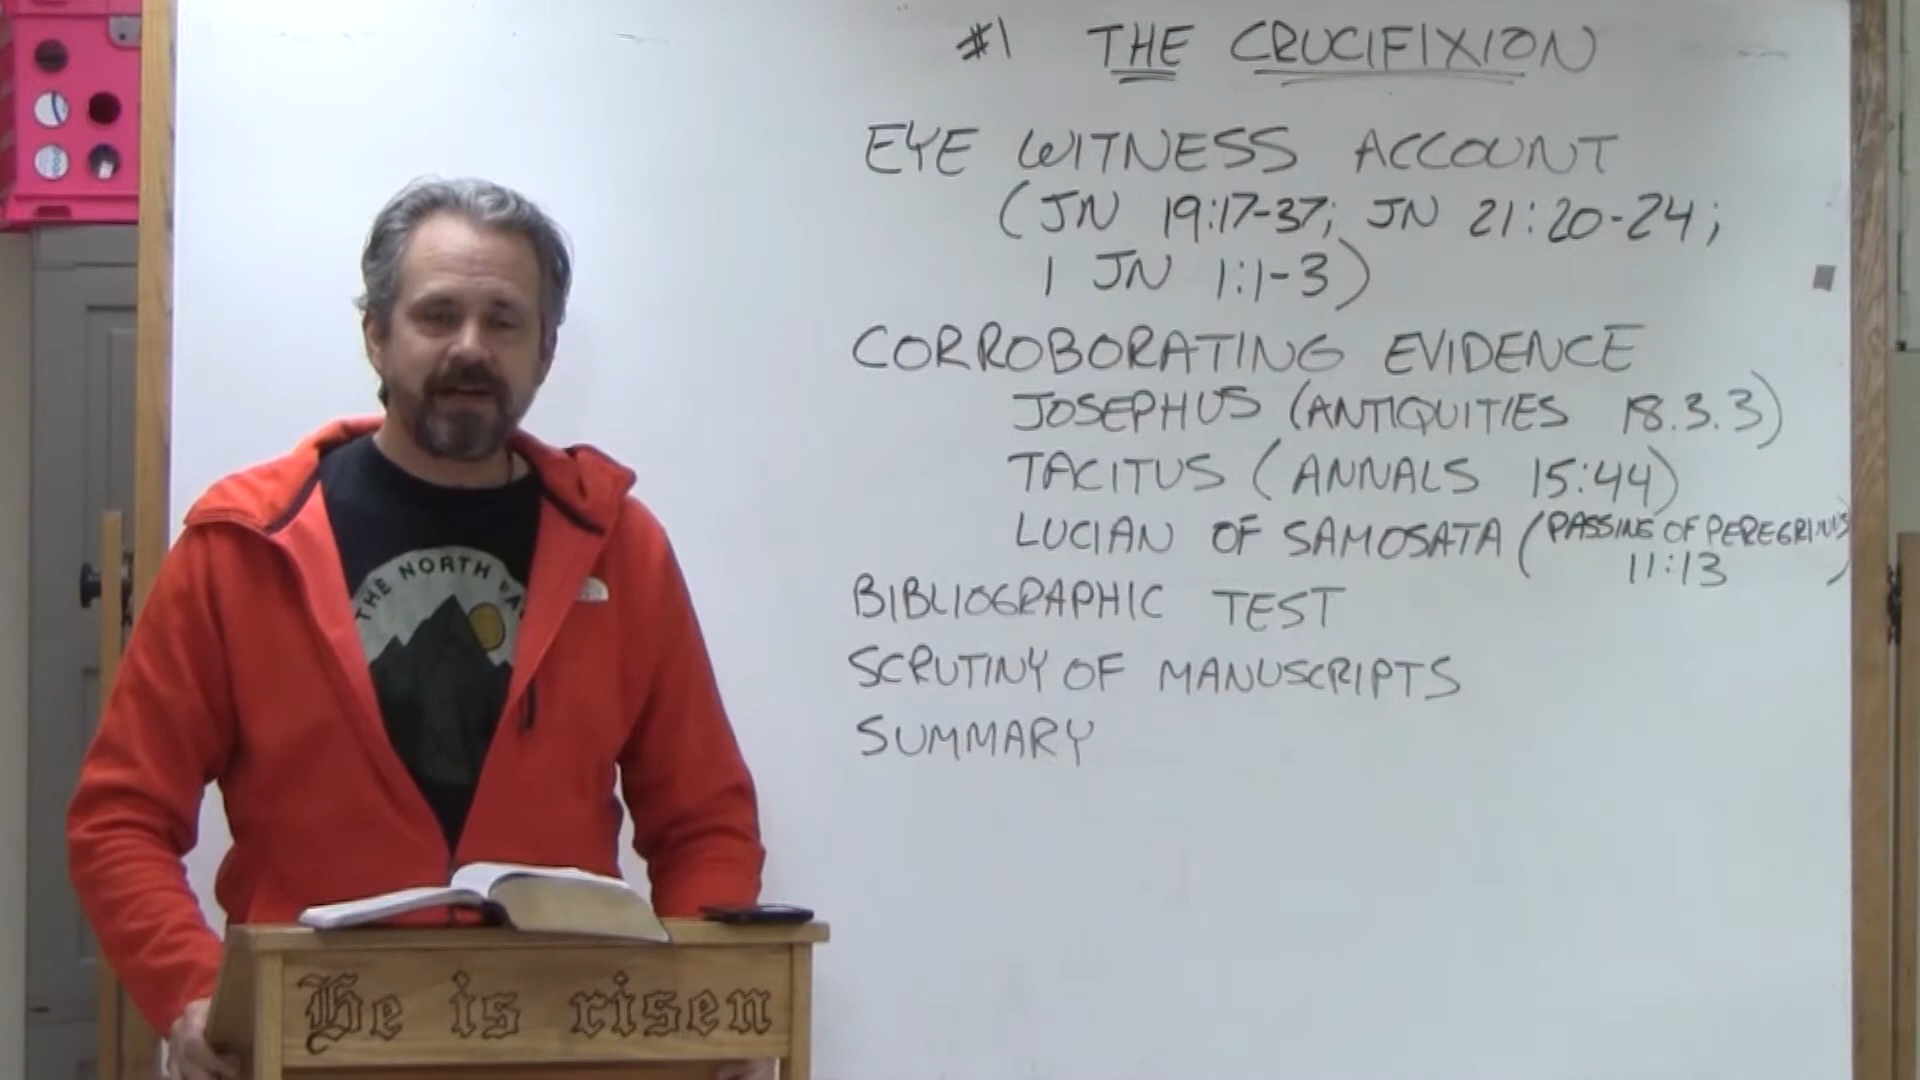 #1 THE CRUCIFIXION
EYE WITNESS ACCOUNT
(JN 19:17-37; JN 21:20-24;
1 JN 1:1-3)
CORROBORATING EVIDENCE
JOSEPHUS (ANTIQUITIES 18.3.3)
TACITUS (ANNALS 15:44)
LUCIAN OF SAMOSATA (PASSING OF PEREGRINUS
11:13)
BIBLIOGRAPHIC TEST
SCRUTINY OF MANUSCRIPTS
SUMMARY
THE NORTH
He is risen